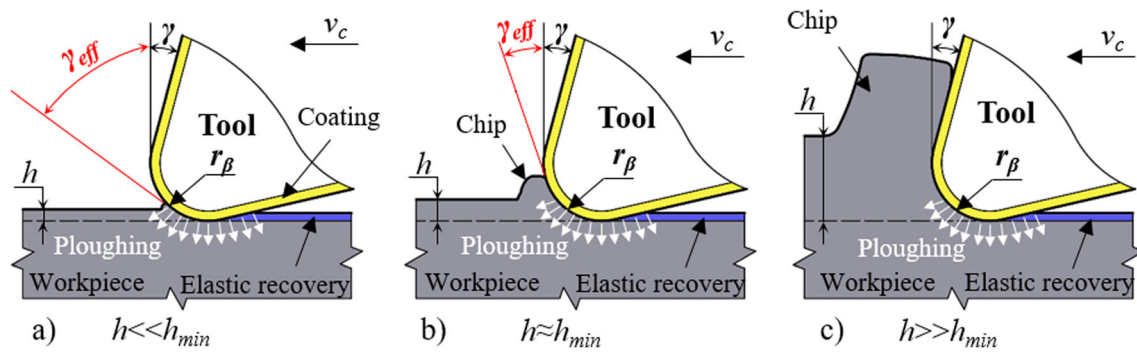 γeff
γ
vc
Tool
Coating
rβ
h
Ploughing
Workpiece
Elastic recovery
a)
h<<hmin
γeff
γ
vc
Chip
Tool
rβ
h
Ploughing
Workpiece
Elastic recovery
b)
h≈hmin
Chip
γ
vc
h
Tool
rβ
Ploughing
Workpiece
Elastic recovery
c)
h>>hmin